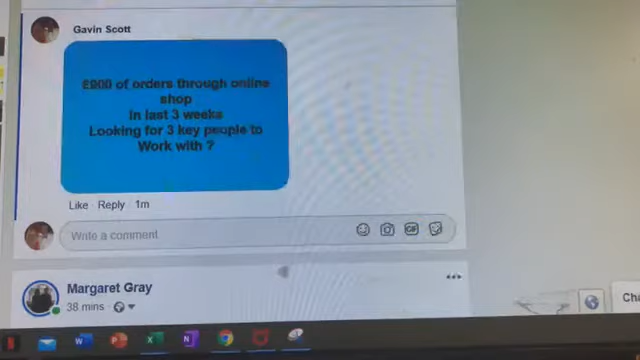 Gavin Scott
£900 of orders through online
shop
In last 3 weeks
Looking for 3 key people to
Work with ?
Like Reply 1m
Write a comment
GIF
Margaret Gray
38 mins